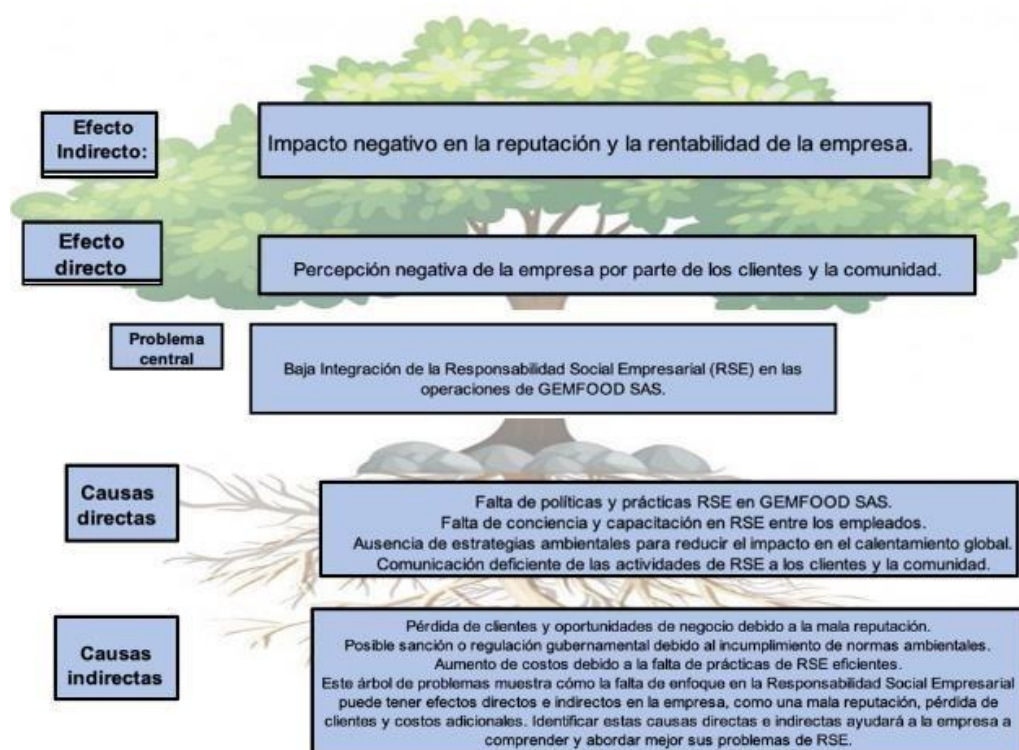 Efecto
Indirecto:
Impacto negativo en la reputación y la rentabilidad de la empresa.
Efecto
directo
Percepción negativa de la empresa por parte de los clientes y la comunidad.
Problema
central
Baja Integración de la Responsabilidad Social Empresarial (RSE) en las
operaciones de GEMFOOD SAS.
Causas
directas
Falta de políticas y prácticas RSE en GEMFOOD SAS.
Falta de conciencia y capacitación en RSE entre los empleados.
Ausencia de estrategias ambientales para reducir el impacto en el calentamiento global.
Comunicación deficiente de las actividades de RSE a los clientes y la comunidad.
Causas
indirectas
Pérdida de clientes y oportunidades de negocio debido a la mala reputación.
Posible sanción o regulación gubernamental debido al incumplimiento de normas ambientales.
Aumento de costos debido a la falta de prácticas de RSE eficientes.
Este árbol de problemas muestra cómo la falta de enfoque en la Responsabilidad Social Empresarial
puede tener efectos directos e indirectos en la empresa, como una mala reputación, pérdida de
clientes y costos adicionales. Identificar estas causas directas e indirectas ayudará a la empresa a
comprender y abordar mejor sus problemas de RSE.